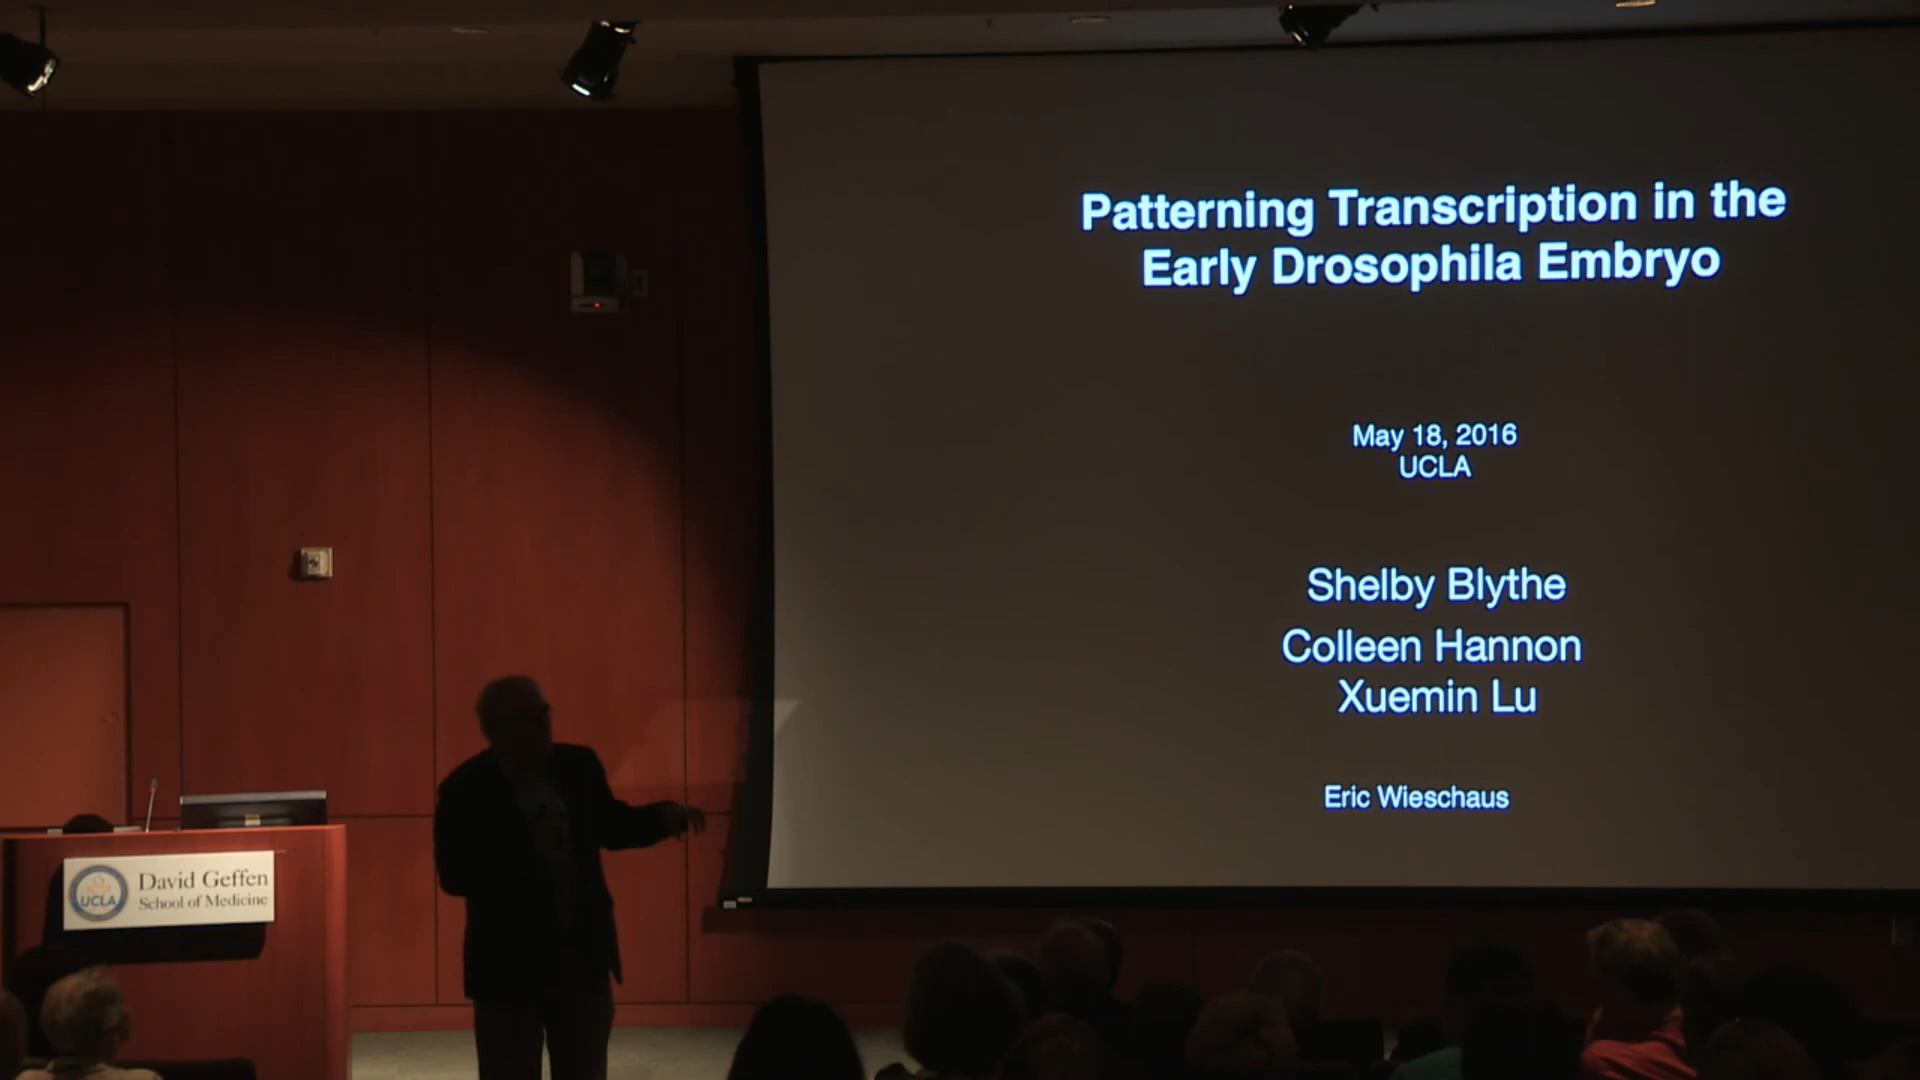 Patterning Transcription in the
Early Drosophila Embryo
May 18, 2016
UCLA
Shelby Blythe
Colleen Hannon
Xuemin Lu
Eric Wieschaus
UCLA
David Geffen
School of Medicine